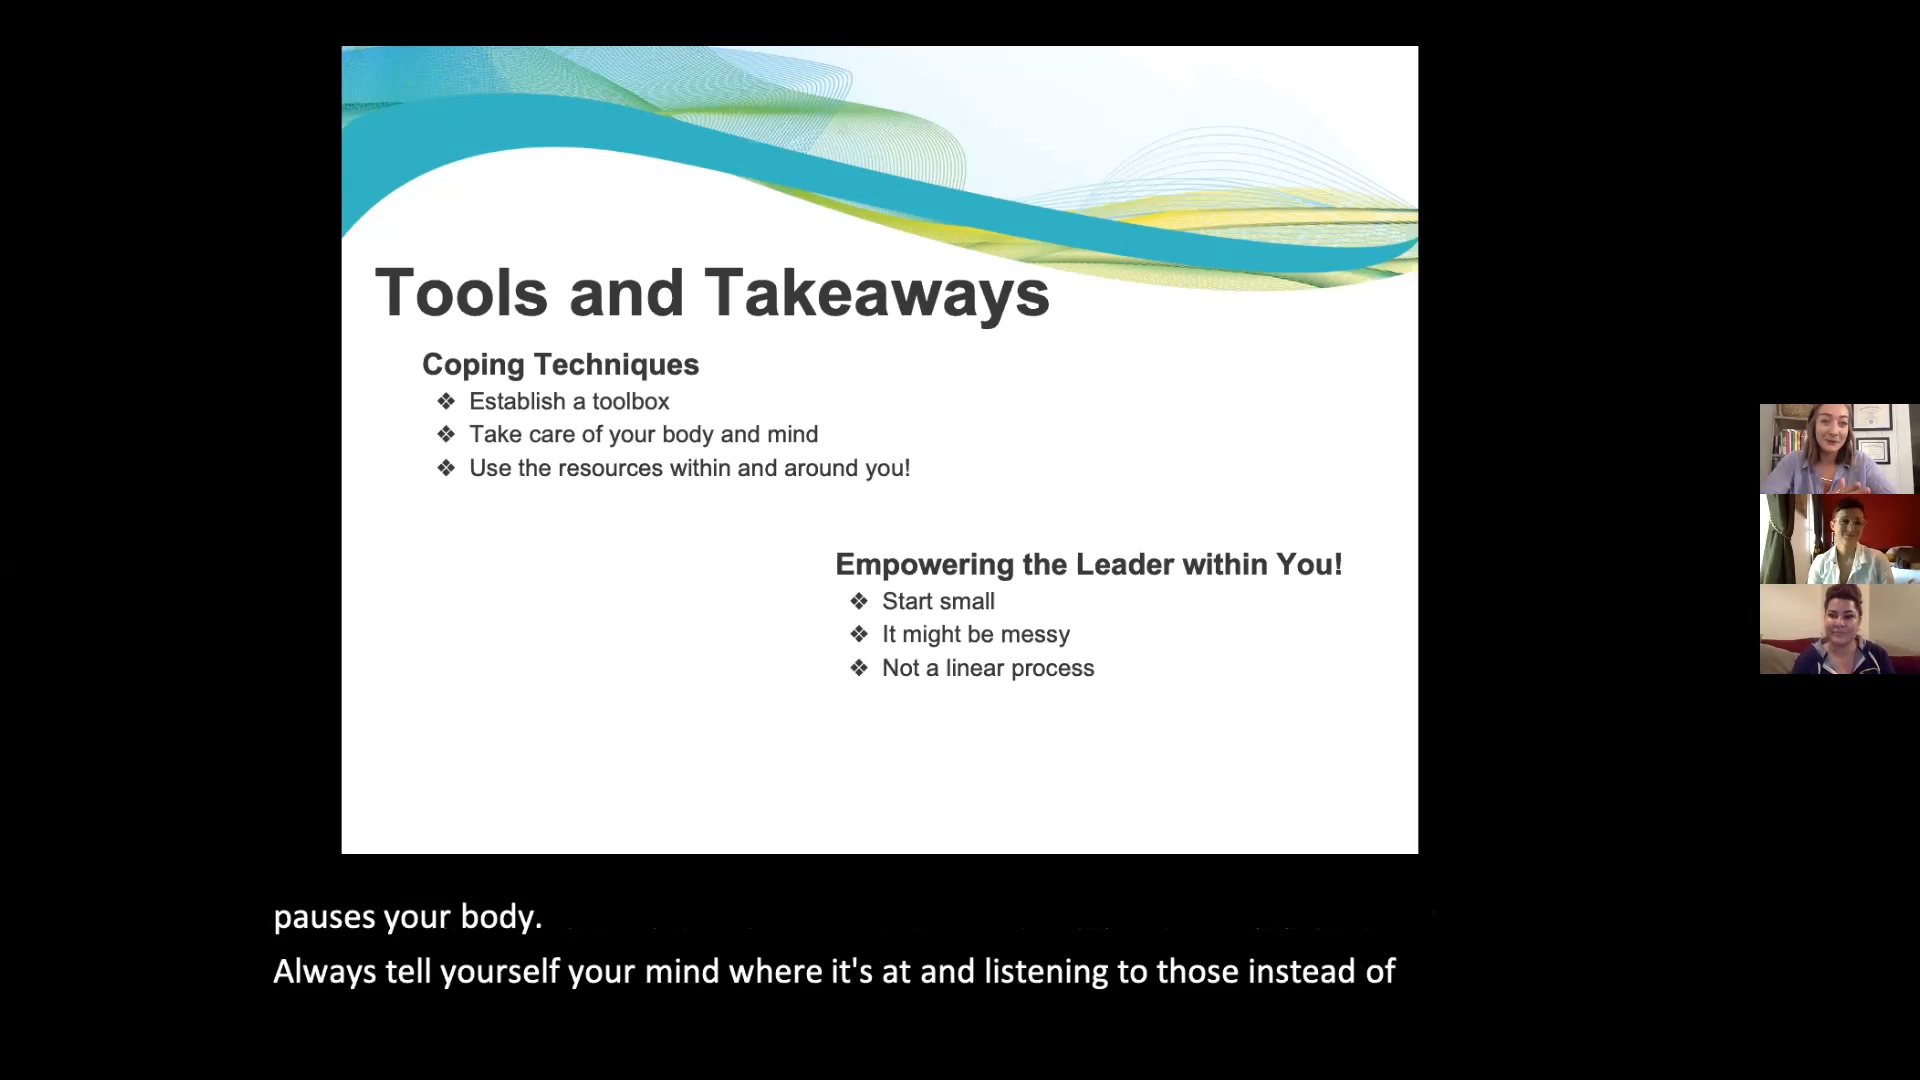 Tools and Takeaways
Coping Techniques
❖ Establish a toolbox
❖ Take care of your body and mind
❖ Use the resources within and around you!
Empowering the Leader within You!
❖ Start small
❖ It might be messy
❖ Not a linear process
pauses your body.
Always tell yourself your mind where it's at and listening to those instead of